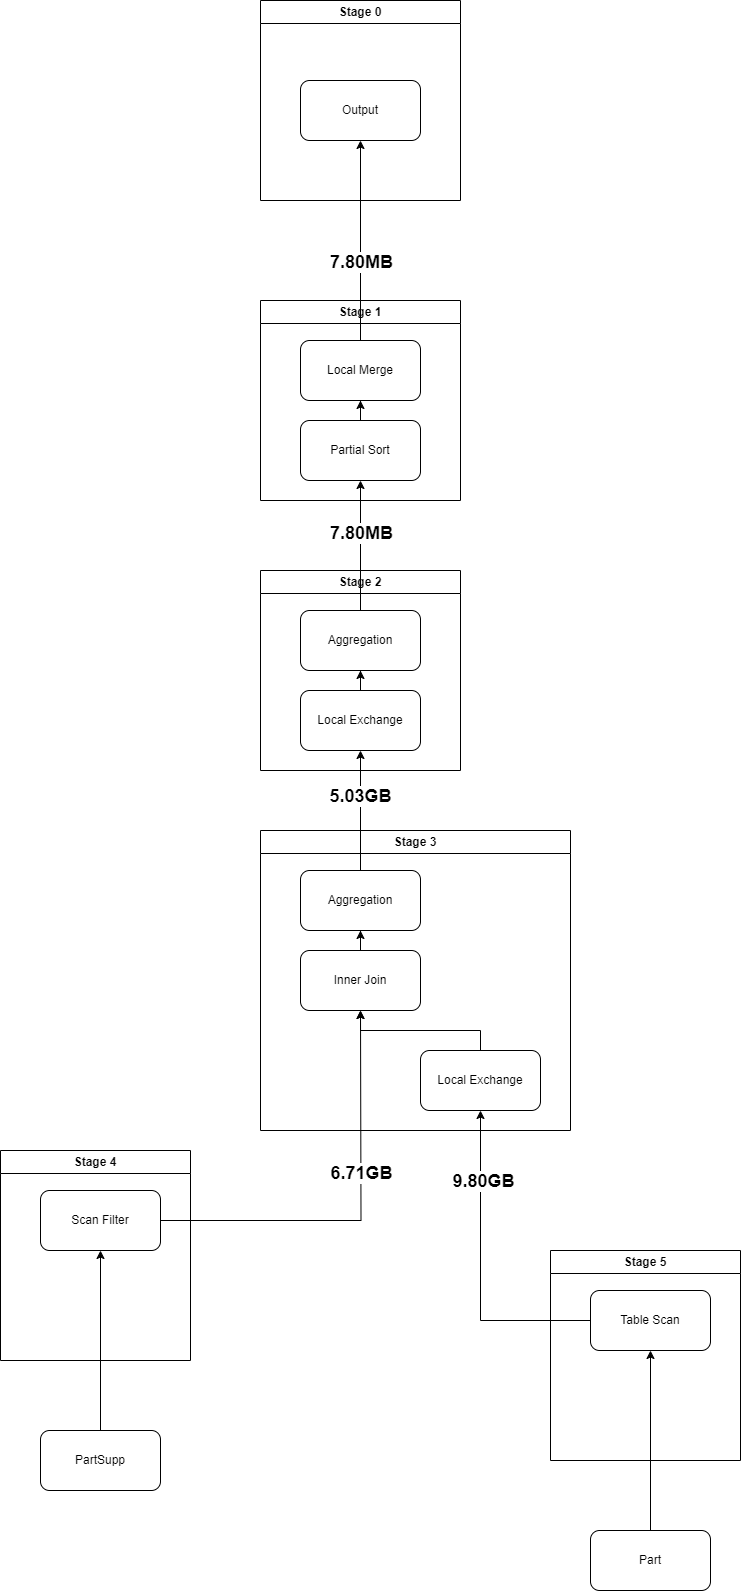 Stage 0
Output
7.80MB
Stage 1
Local Merge
Partial Sort
7.80MB
Stage 2
Aggregation
Local Exchange
5.03GB
Stage 3
Aggregation
Inner Join
Local Exchange
6.71GB
9.80GB
Stage 4
Scan Filter
Stage 5
Table Scan
PartSupp
Part